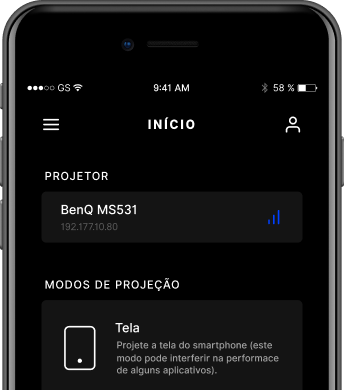 GS 9:41 AM 58 %
INÍCIO
PROJETOR
BenQ MS531
192.177.10.80
MODOS DE PROJEÇÃO
Tela
Projete a tela do smartphone (este
modo pode interferir na performace
de alguns aplicativos).